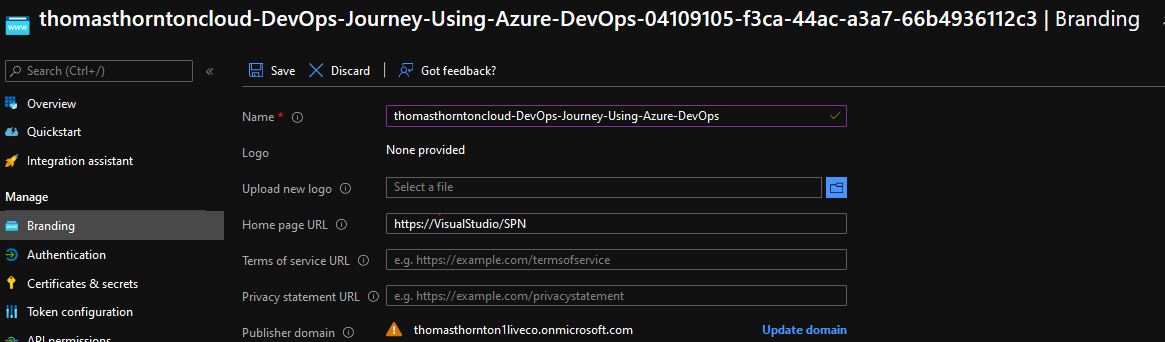 thomasthorntoncloud-DevOps-Journey-Using-Azure-DevOps-04109105-f3ca-44ac-a3a7-66b4936112c3 | Branding
Search (Ctrl+/)
«
Save
Discard
Got feedback?
Overview
Quickstart
Integration assistant
Manage
Branding
Authentication
Certificates & secrets
Token configuration
API permissions
Name *
thomasthorntoncloud-DevOps-Journey-Using-Azure-DevOps
Logo
None provided
Upload new logo
Select a file
Home page URL
https://VisualStudio/SPN
Terms of service URL
e.g. https://example.com/termsofservice
Privacy statement URL
e.g. https://example.com/privacystatement
Publisher domain
thomasthornton1liveco.onmicrosoft.com
Update domain